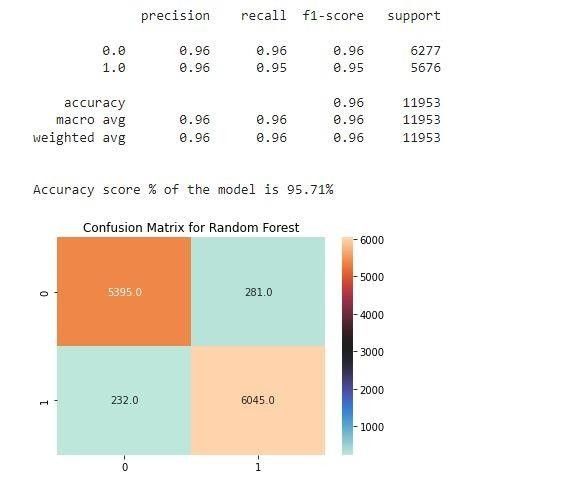 precision recall f1-score support
0.0 0.96 0.96 0.96 6277
1.0 0.96 0.95 0.95 5676
accuracy 0.96 11953
macro avg 0.96 0.96 0.96 11953
weighted avg 0.96 0.96 0.96 11953
Accuracy score % of the model is 95.71%
Confusion Matrix for Random Forest
6000
5000
4000
3000
2000
1000
0 5395.0 281.0
1 232.0 6045.0
0 1